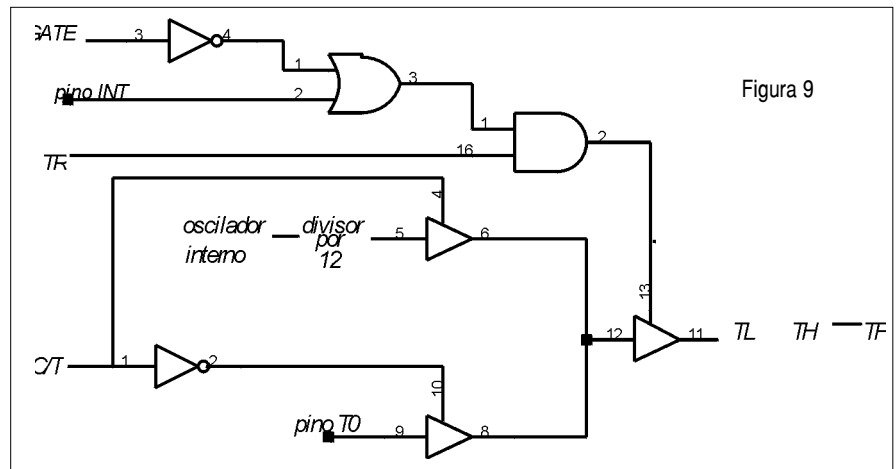 GATE 3 4
1 3
pino INT 2
Figura 9
1 2
TR 16
4
oscilador interno
divisor por 12
5 6
13
12 11 TL TH TF
C/T 1 2
10
pino T0 9 8